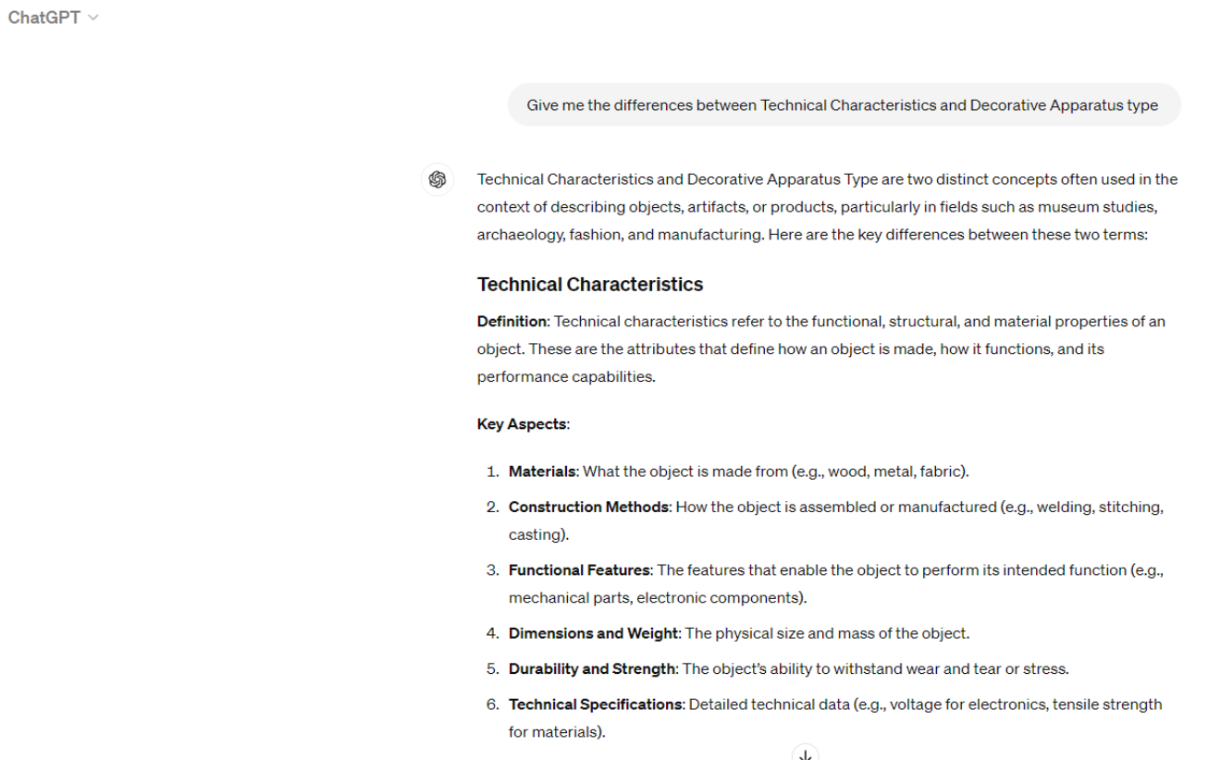 ChatGPT
Give me the differences between Technical Characteristics and Decorative Apparatus type
Technical Characteristics and Decorative Apparatus Type are two distinct concepts often used in the
context of describing objects, artifacts, or products, particularly in fields such as museum studies,
archaeology, fashion, and manufacturing. Here are the key differences between these two terms:
Technical Characteristics
Definition: Technical characteristics refer to the functional, structural, and material properties of an
object. These are the attributes that define how an object is made, how it functions, and its
performance capabilities.
Key Aspects:
1. Materials: What the object is made from (e.g., wood, metal, fabric).
2. Construction Methods: How the object is assembled or manufactured (e.g., welding, stitching,
casting).
3. Functional Features: The features that enable the object to perform its intended function (e.g.,
mechanical parts, electronic components).
4. Dimensions and Weight: The physical size and mass of the object.
5. Durability and Strength: The object's ability to withstand wear and tear or stress.
6. Technical Specifications: Detailed technical data (e.g., voltage for electronics, tensile strength
for materials).